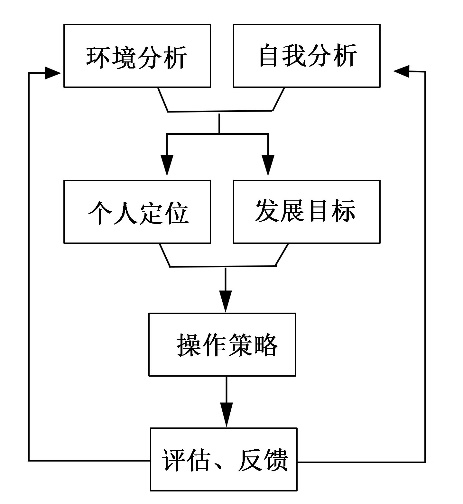 环境分析
自我分析
个人定位
发展目标
操作策略
评估、反馈